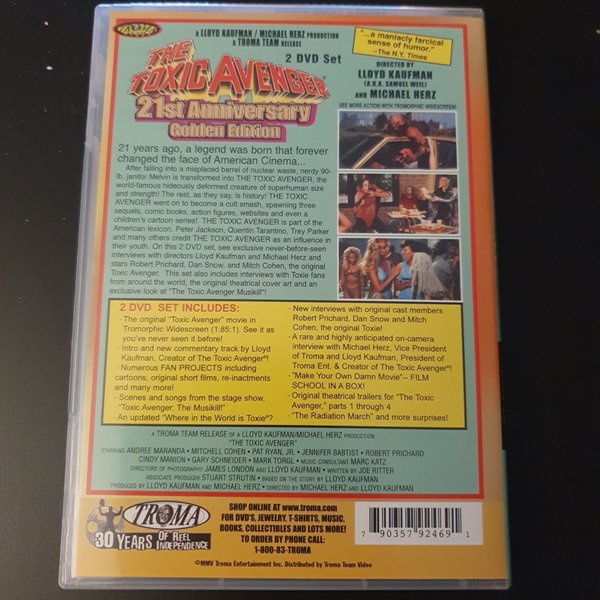 TROMA
A LLOYD KAUFMAN / MICHAEL HERZ PRODUCTION
A TROMA TEAM RELEASE
THE
TOXIC AVENGER
2 DVD Set
21st Anniversary
Golden Edition
"...a maniacly farcical
sense of humor."
--The N.Y. Times
DIRECTED BY
LLOYD KAUFMAN
(A.K.A. SAMUEL WEIL)
AND MICHAEL HERZ
SEE MORE ACTION WITH TROMORPHIC WIDESCREEN!
21 years ago, a legend was born that forever
changed the face of American Cinema...
After falling into a misplaced barrel of nuclear waste, nerdy 90-
lb. janitor Melvin is transformed into THE TOXIC AVENGER, the
world-famous hideously deformed creature of superhuman size
and strength! The rest, as they say, is history! THE TOXIC
AVENGER went on to become a cult smash, spawning three
sequels, comic books, action figures, websites and even a
children's cartoon series! THE TOXIC AVENGER is part of the
American lexicon. Peter Jackson, Quentin Tarantino, Trey Parker
and many others credit THE TOXIC AVENGER as an influence in
their youth. On this 2 DVD set, see exclusive never-before-seen
interviews with directors Lloyd Kaufman and Michael Herz and
stars Robert Prichard, Dan Snow, and Mitch Cohen, the original
Toxic Avenger. This set also includes interviews with Toxie fans
from around the world, the original theatrical cover art and an
exclusive look at "The Toxic Avenger Musikill"!
2 DVD SET INCLUDES:
- The original "Toxic Avenger" movie in
Tromorphic Widescreen (1:85:1). See it as
you've never seen it before!
- Intro and new commentary track by Lloyd
Kaufman, Creator of The Toxic Avenger®!
- Numerous FAN PROJECTS including
cartoons, original short films, re-inactments
and many more!
- Scenes and songs from the stage show,
"Toxic Avenger: The Musikill!"
- An updated "Where in the World is Toxie®?
- New interviews with original cast members
Robert Prichard, Dan Snow and Mitch
Cohen, the original Toxie!
- A rare and highly anticipated on-camera
interview with Michael Herz, Vice President
of Troma and Lloyd Kaufman, President of
Troma Ent. & Creator of The Toxic Avenger®!
- "Make Your Own Damn Movie"-- FILM
SCHOOL IN A BOX!
- Original theatrical trailers for "The Toxic
Avenger," parts 1 through 4
- "The Radiation March" and more surprises!
A TROMA TEAM RELEASE OF A LLOYD KAUFMAN/MICHAEL HERZ PRODUCTION
"THE TOXIC AVENGER"
STARRING ANDREE MARANDA • MITCHELL COHEN • PAT RYAN, JR. • JENNIFER BABTIST • ROBERT PRICHARD
CINDY MANION • GARY SCHNEIDER • MARK TORGL • MUSIC CONSULTANT MARC KATZ
DIRECTORS OF PHOTOGRAPHY JAMES LONDON AND LLOYD KAUFMAN • WRITTEN BY JOE RITTER
ASSOCIATE PRODUCER STUART STRUTIN • BASED ON THE STORY BY LLOYD KAUFMAN
PRODUCED BY LLOYD KAUFMAN AND MICHAEL HERZ • DIRECTED BY MICHAEL HERZ AND LLOYD KAUFMAN
TROMA
30 YEARS OF REEL
INDEPENDENCE
SHOP ONLINE AT www.troma.com
FOR DVDS, JEWELRY, T-SHIRTS, MUSIC,
BOOKS, COLLECTIBLES AND LOTS MORE!
TO ORDER BY PHONE CALL:
1-800-83-TROMA
7 90357 92469 1
©MMV Troma Entertainment Inc. Distributed by Troma Team Video